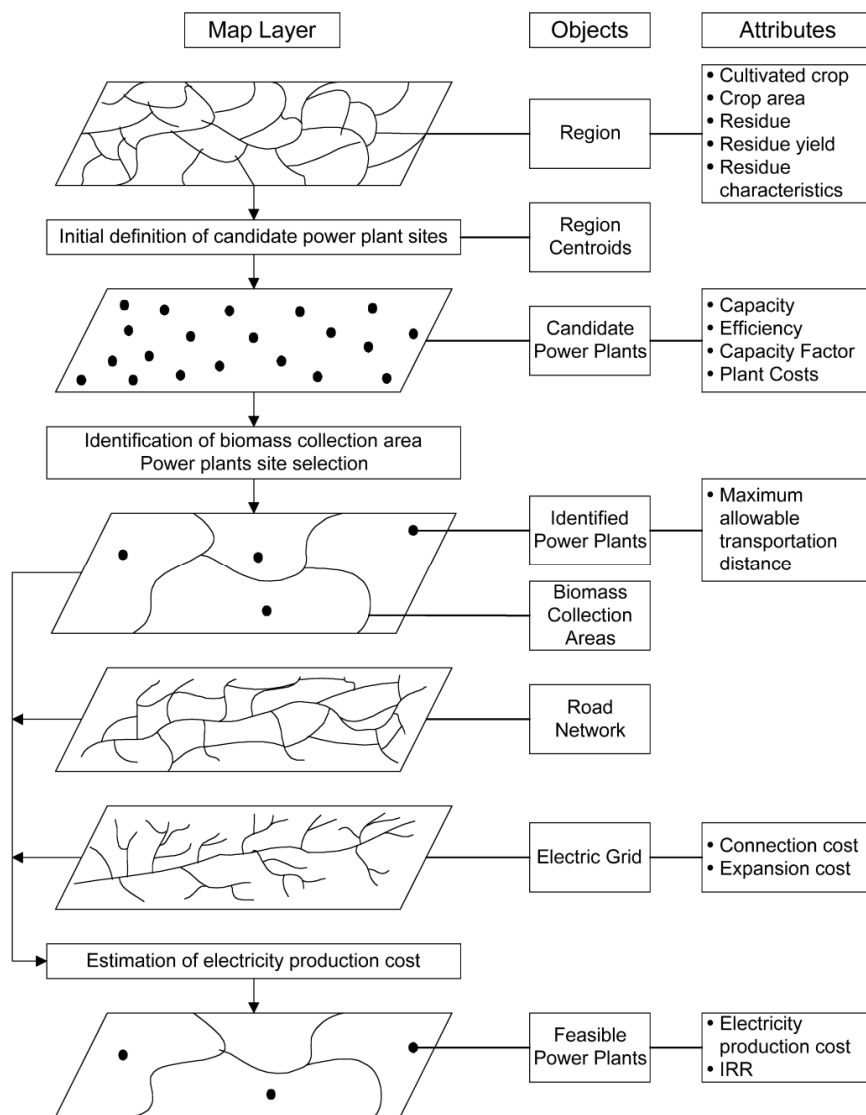 Map Layer
Objects
Attributes
Region
• Cultivated crop
• Crop area
• Residue
• Residue yield
• Residue
characteristics
Initial definition of candidate power plant sites
Region
Centroids
Candidate
Power Plants
• Capacity
• Efficiency
• Capacity Factor
• Plant Costs
Identification of biomass collection area
Power plants site selection
Identified
Power Plants
• Maximum
allowable
transportation
distance
Biomass
Collection
Areas
Road
Network
Electric Grid
• Connection cost
• Expansion cost
Estimation of electricity production cost
Feasible
Power Plants
• Electricity
production cost
• IRR